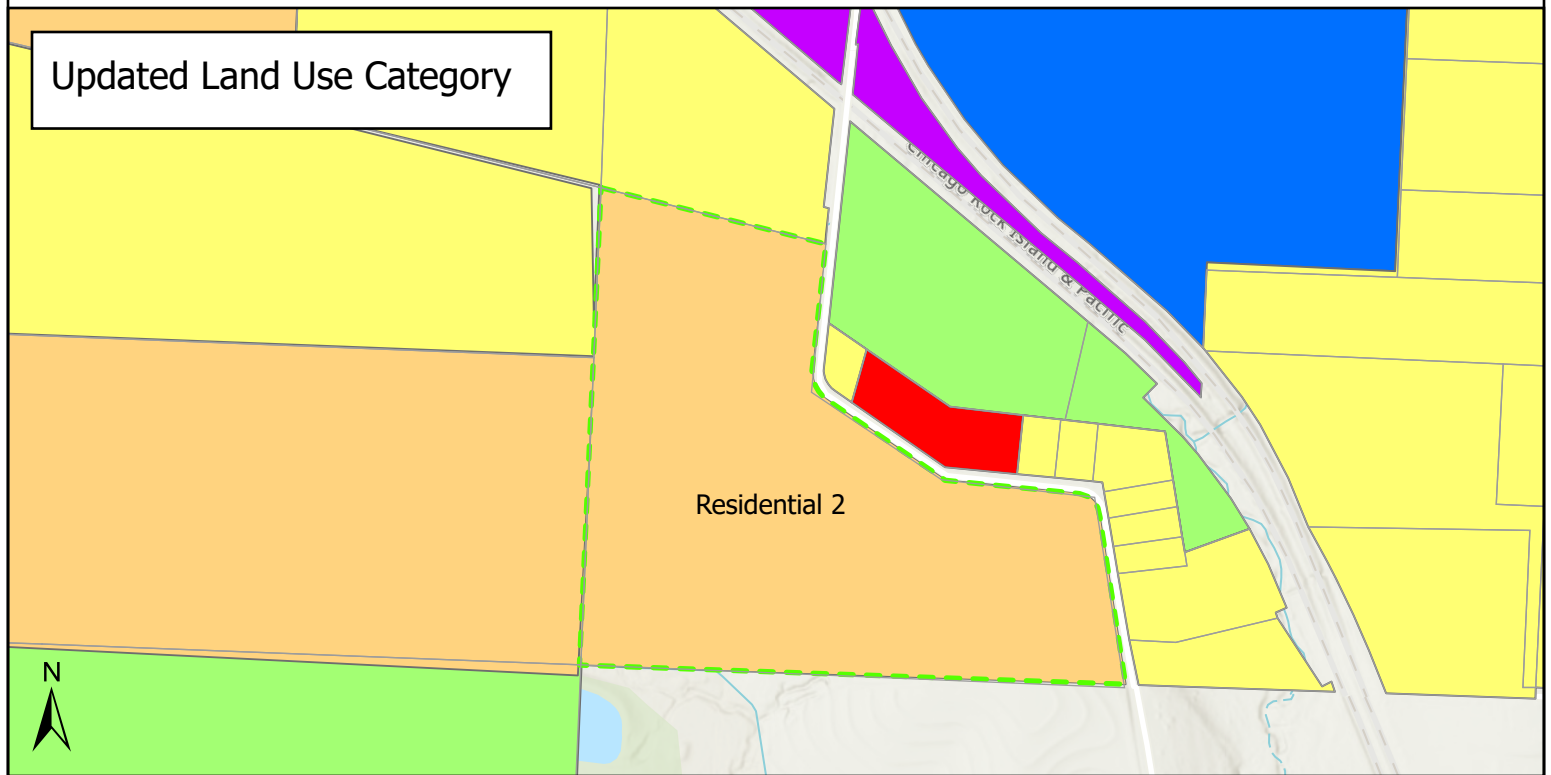 Updated Land Use Category
Chicago Rock Island & Pacific
Residential 2
N